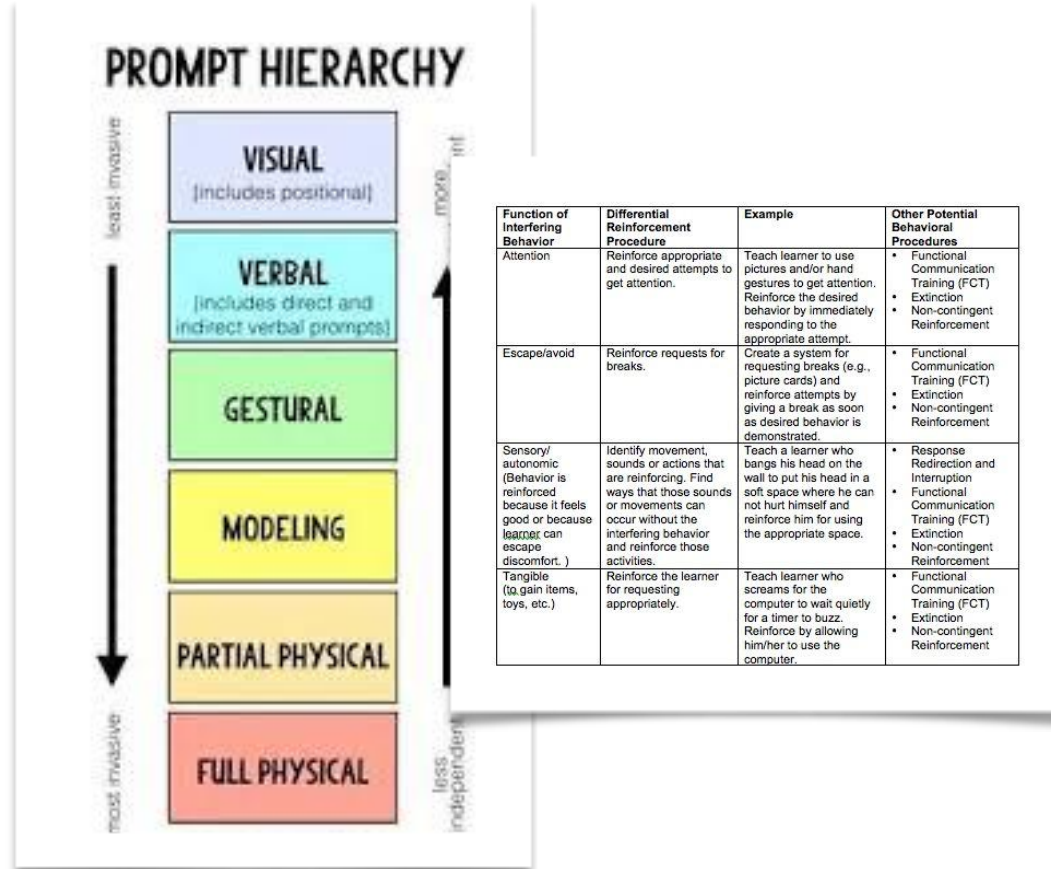 PROMPT HIERARCHY
least invasive
VISUAL
[includes positional]
VERBAL
[includes direct and
indirect verbal prompts]
GESTURAL
MODELING
PARTIAL PHYSICAL
FULL PHYSICAL
most invasive
more
less
independent
Function of
Interfering
Behavior
Differential
Reinforcement
Procedure
Example
Other Potential
Behavioral
Procedures
Attention
Reinforce appropriate
and desired attempts to
get attention.
Teach learner to use
pictures and/or hand
gestures to get attention.
Reinforce the desired
behavior by immediately
responding to the
appropriate attempt.
• Functional
Communication
Training (FCT)
• Extinction
• Non-contingent
Reinforcement
Escape/avoid
Reinforce requests for
breaks.
Create a system for
requesting breaks (e.g.,
picture cards) and
reinforce attempts by
giving a break as soon
as desired behavior is
demonstrated.
• Functional
Communication
Training (FCT)
• Extinction
• Non-contingent
Reinforcement
Sensory/
autonomic
(Behavior is
reinforced
because it feels
good or because
learner can
escape
discomfort. )
Identify movement,
sounds or actions that
are reinforcing. Find
ways that those sounds
or movements can
occur without the
interfering behavior
and reinforce those
activities.
Teach a learner who
bangs his head on the
wall to put his head in a
soft space where he can
not hurt himself and
reinforce him for using
the appropriate space.
• Response
Redirection and
Interruption
• Functional
Communication
Training (FCT)
• Extinction
• Non-contingent
Reinforcement
Tangible
(to gain items,
toys, etc.)
Reinforce the learner
for requesting
appropriately.
Teach learner who
screams for the
computer to wait quietly
for a timer to buzz.
Reinforce by allowing
him/her to use the
computer.
• Functional
Communication
Training (FCT)
• Extinction
• Non-contingent
Reinforcement